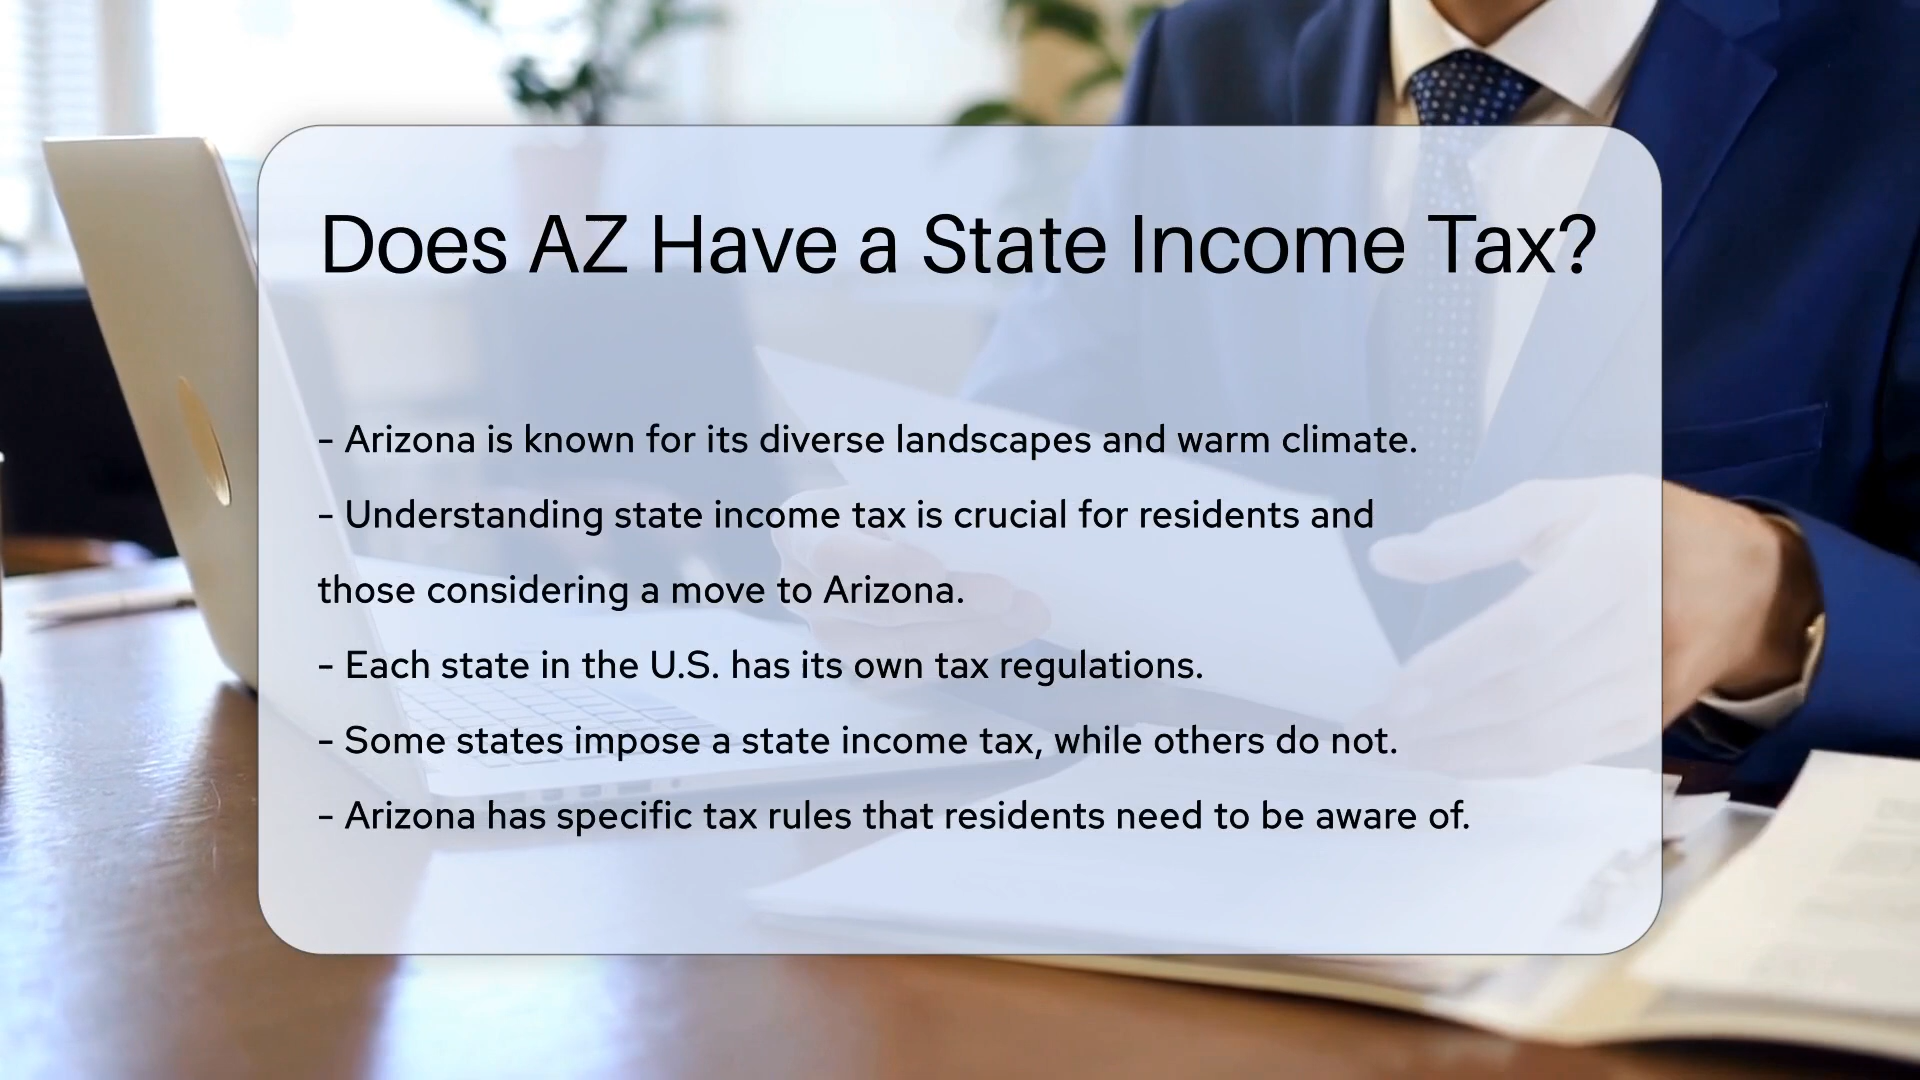 Does AZ Have a State Income Tax?
- Arizona is known for its diverse landscapes and warm climate.
- Understanding state income tax is crucial for residents and
those considering a move to Arizona.
- Each state in the U.S. has its own tax regulations.
- Some states impose a state income tax, while others do not.
- Arizona has specific tax rules that residents need to be aware of.